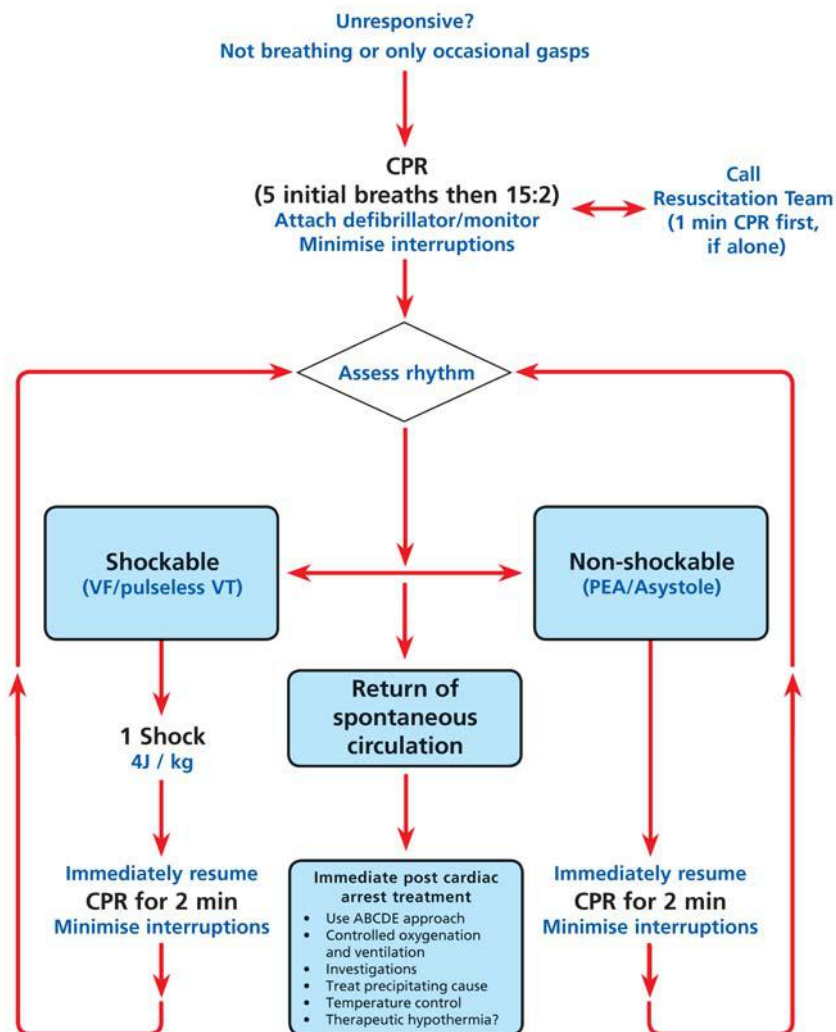 Unresponsive?
Not breathing or only occasional gasps
CPR
(5 initial breaths then 15:2)
Attach defibrillator/monitor
Minimise interruptions
Call
Resuscitation Team
(1 min CPR first,
if alone)
Assess rhythm
Shockable
(VF/pulseless VT)
Non-shockable
(PEA/Asystole)
Return of
spontaneous
circulation
1 Shock
4J / kg
Immediately resume
CPR for 2 min
Minimise interruptions
Immediate post cardiac
arrest treatment
• Use ABCDE approach
• Controlled oxygenation
and ventilation
• Investigations
• Treat precipitating cause
• Temperature control
• Therapeutic hypothermia?
Immediately resume
CPR for 2 min
Minimise interruptions